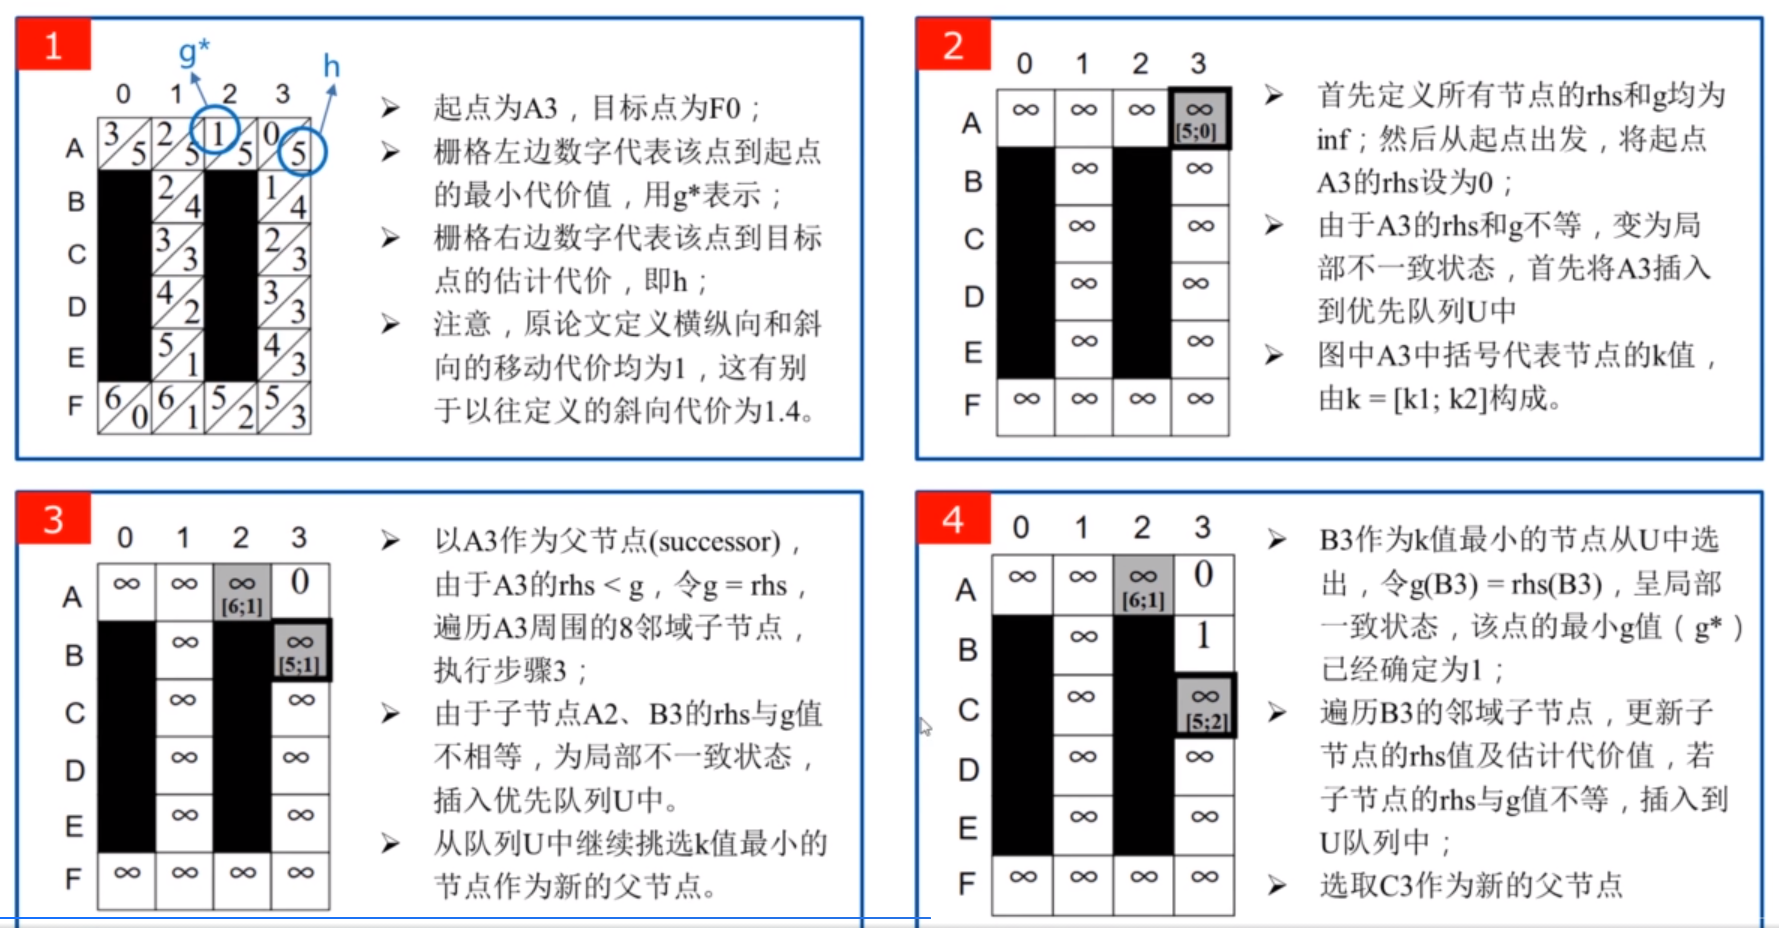 1
g*
h
0 1 2 3
A 3 5 2 5 1 5 0 5
B 2 4 1 4
C 3 3 2 3
D 4 2 3 3
E 5 1 4 3
F 6 0 6 1 5 2 5 3
➢ 起点为A3，目标点为F0；
➢ 栅格左边数字代表该点到起点
的最小代价值，用g*表示；
➢ 栅格右边数字代表该点到目标
点的估计代价，即h；
➢ 注意，原论文定义横纵向和斜
向的移动代价均为1，这有别
于以往定义的斜向代价为1.4。
2
0 1 2 3
A ∞ ∞ ∞ ∞
[5;0]
B ∞ ∞
C ∞ ∞
D ∞ ∞
E ∞ ∞
F ∞ ∞ ∞ ∞
➢ 首先定义所有节点的rhs和g均为
inf；然后从起点出发，将起点
A3的rhs设为0；
➢ 由于A3的rhs和g不等，变为局
部不一致状态，首先将A3插入
到优先队列U中
➢ 图中A3中括号代表节点的k值，
由k = [k1; k2]构成。
3
0 1 2 3
A ∞ ∞ ∞ 0
[6;1]
B ∞ ∞
[5;1]
C ∞ ∞
D ∞ ∞
E ∞ ∞
F ∞ ∞ ∞ ∞
➢ 以A3作为父节点(successor)，
由于A3的rhs < g，令g = rhs，
遍历A3周围的8邻域子节点，
执行步骤3；
➢ 由于子节点A2、B3的rhs与g值
不相等，为局部不一致状态，
插入优先队列U中。
➢ 从队列U中继续挑选k值最小的
节点作为新的父节点。
4
0 1 2 3
A ∞ ∞ ∞ 0
[6;1]
B ∞ 1
C ∞ ∞
[5;2]
D ∞ ∞
E ∞ ∞
F ∞ ∞ ∞ ∞
➢ B3作为k值最小的节点从U中选
出，令g(B3) = rhs(B3)，呈局部
一致状态，该点的最小g值（g*）
已经确定为1；
➢ 遍历B3的邻域子节点，更新子
节点的rhs值及估计代价值，若
子节点的rhs与g值不等，插入到
U队列中；
➢ 选取C3作为新的父节点